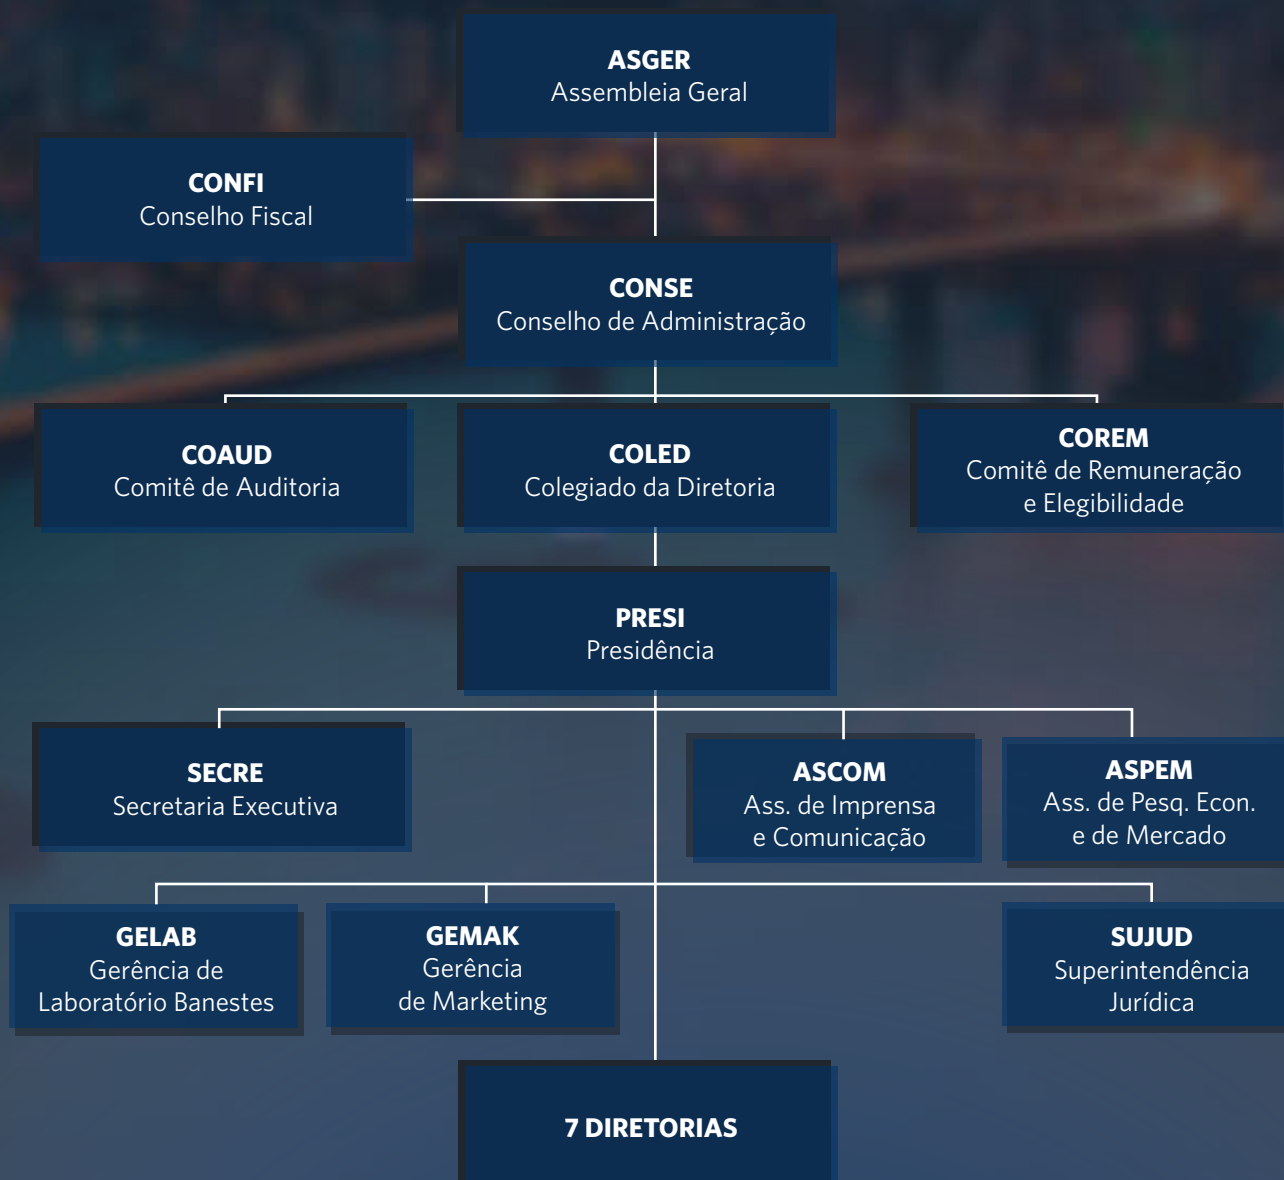 ASGER
Assembleia Geral
CONFI
Conselho Fiscal
CONSE
Conselho de Administração
COAUD
Comitê de Auditoria
COLED
Colegiado da Diretoria
COREM
Comitê de Remuneração
e Elegibilidade
PRESI
Presidência
SECRE
Secretaria Executiva
ASCOM
Ass. de Imprensa
e Comunicação
ASPEM
Ass. de Pesq. Econ.
e de Mercado
GELAB
Gerência de
Laboratório Banestes
GEMAK
Gerência
de Marketing
SUJUD
Superintendência
Jurídica
7 DIRETORIAS